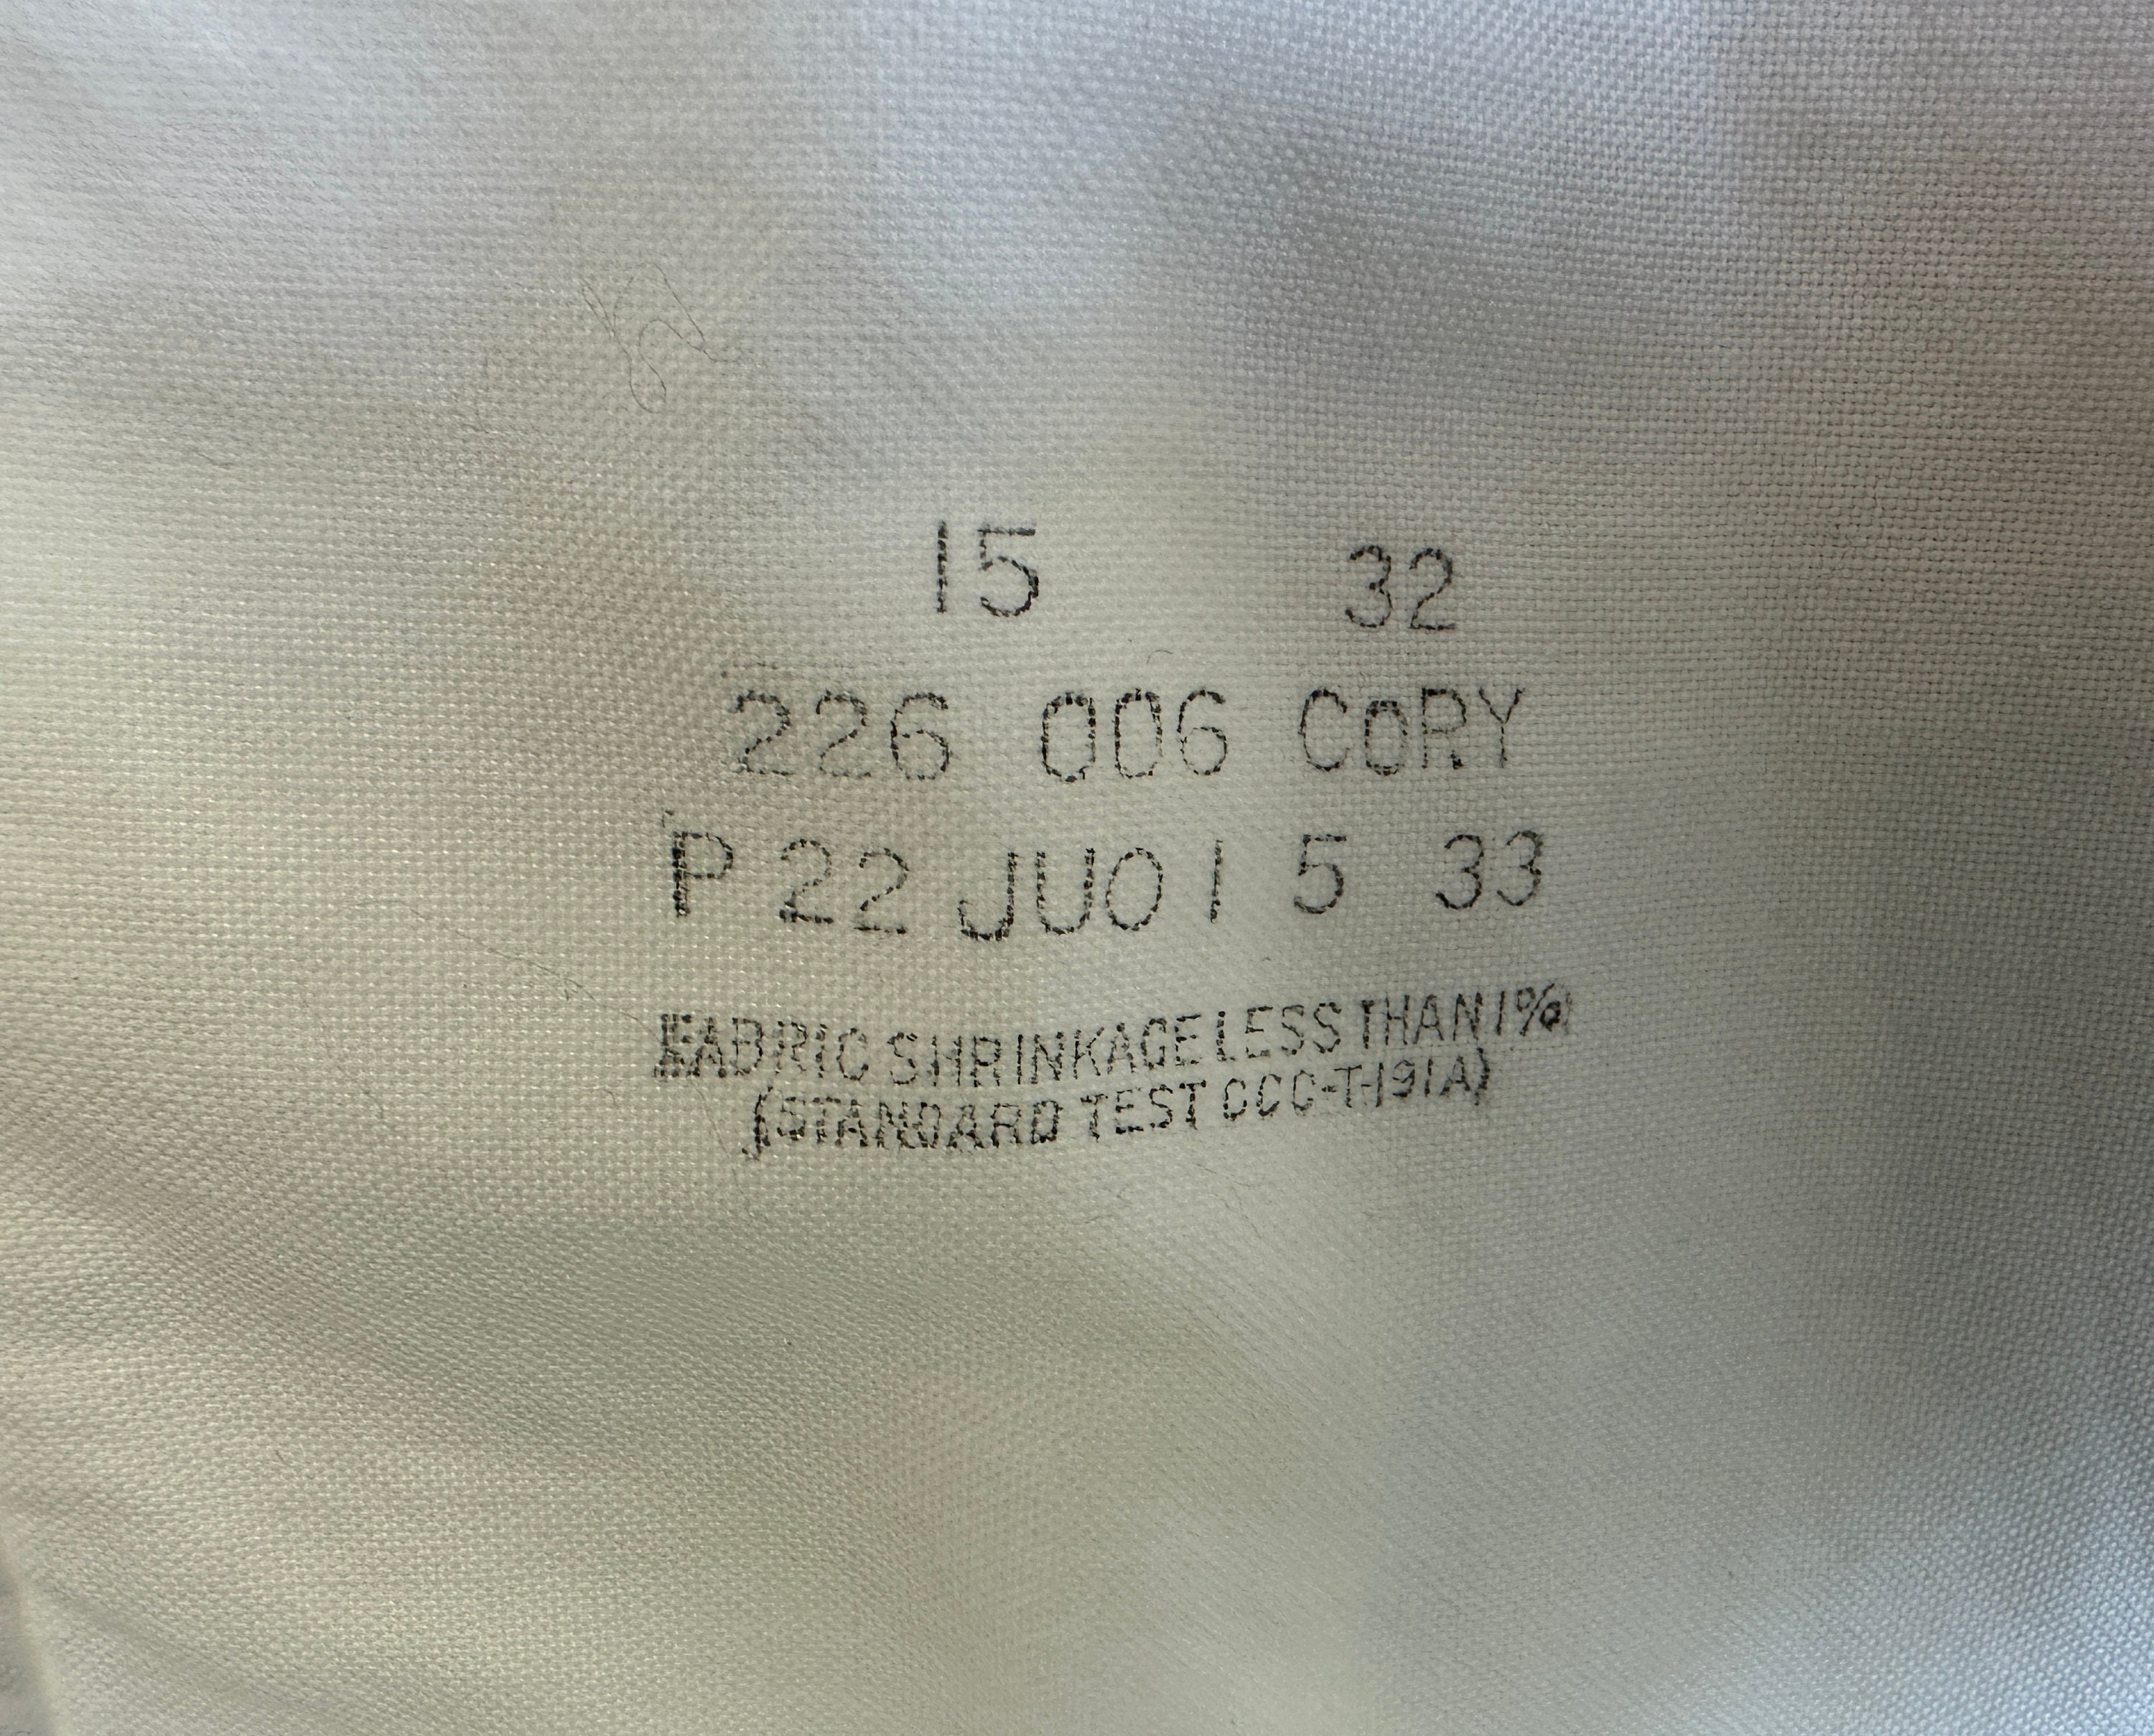 15 32
226 006 CORY
P 22 JU01 5 33
FABRIC SHRINKAGE LESS THAN 1%
(STANDARD TEST CCC-T-191A)